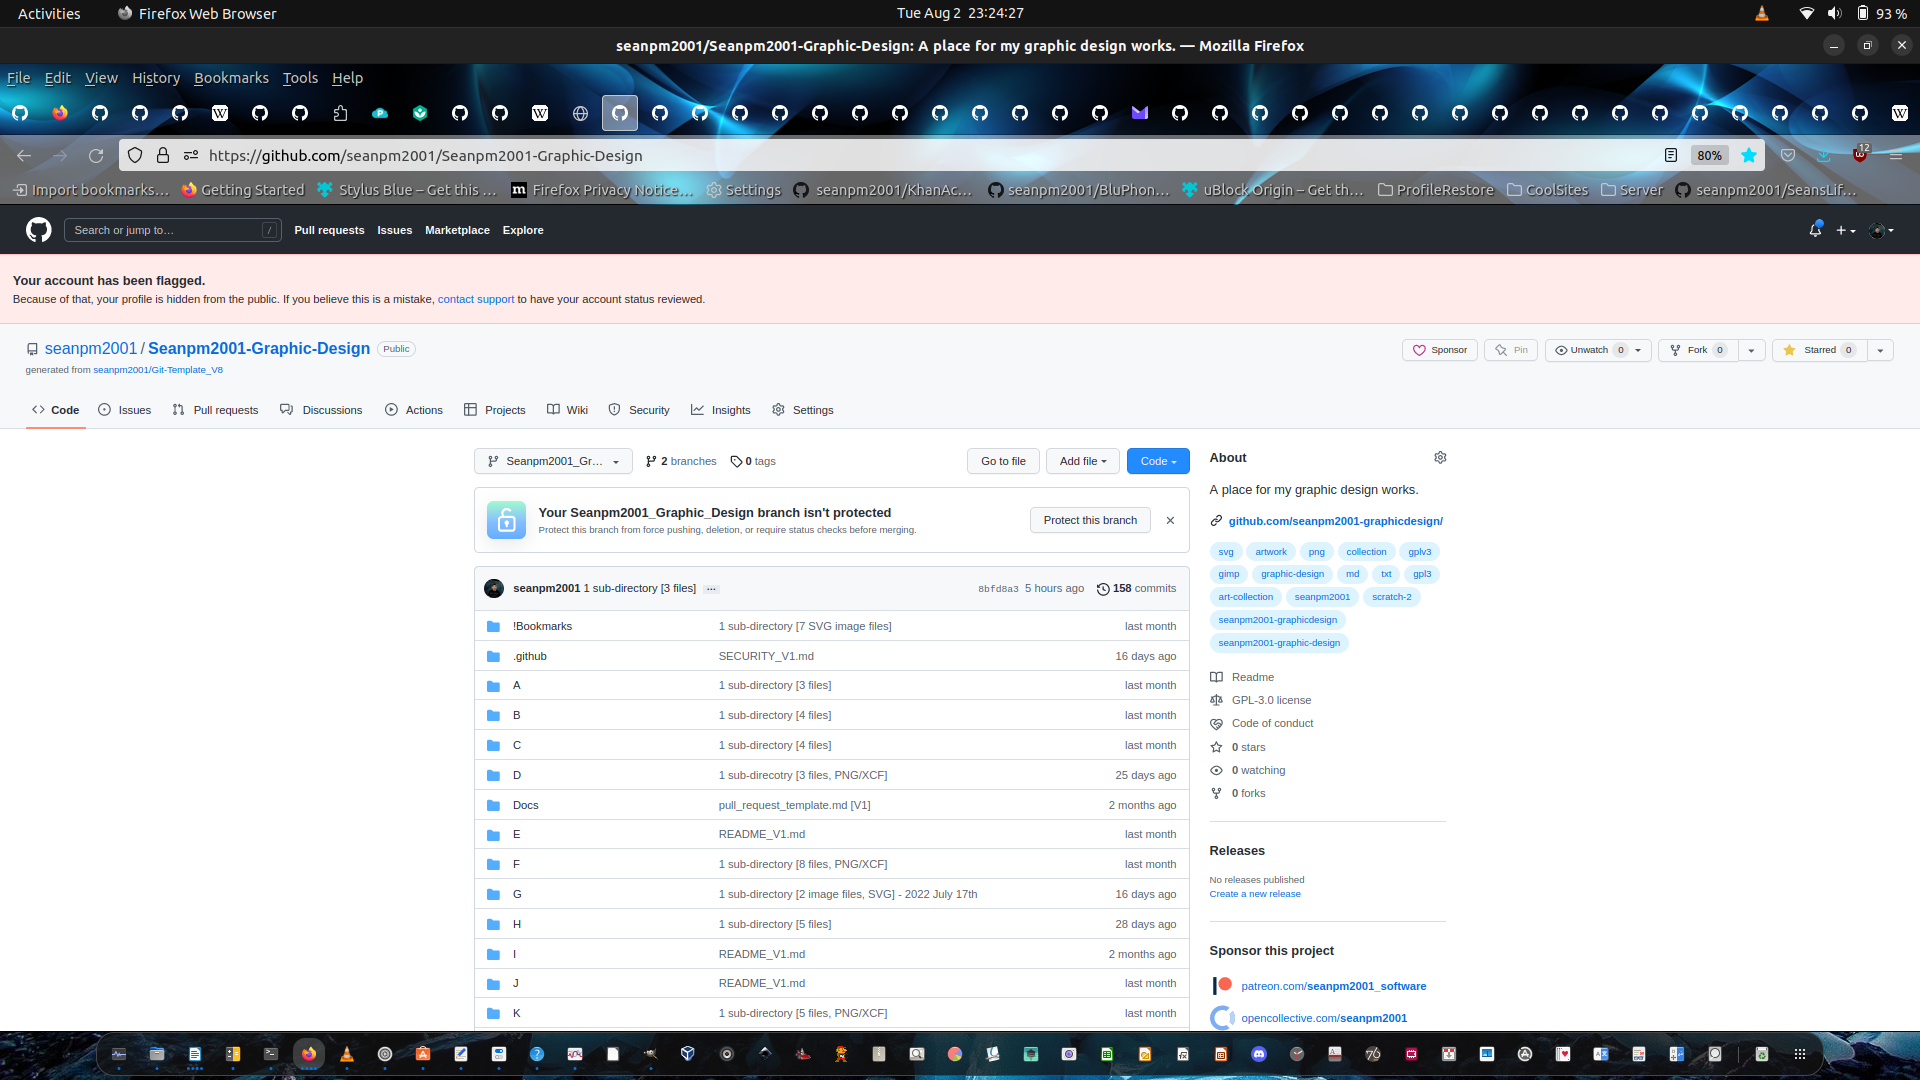 Activities Firefox Web Browser Tue Aug 2 23:24:27 93 %
seanpm2001/Seanpm2001-Graphic-Design: A place for my graphic design works. — Mozilla Firefox
File Edit View History Bookmarks Tools Help
https://github.com/seanpm2001/Seanpm2001-Graphic-Design 80% 12
Import bookmarks… Getting Started Stylus Blue – Get this … Firefox Privacy Notice… Settings seanpm2001/KhanAc… seanpm2001/BluPhon… uBlock Origin – Get th… ProfileRestore CoolSites Server seanpm2001/SeansLif…
Search or jump to… / Pull requests Issues Marketplace Explore
Your account has been flagged.
Because of that, your profile is hidden from the public. If you believe this is a mistake, contact support to have your account status reviewed.
seanpm2001 / Seanpm2001-Graphic-Design Public Sponsor Pin Unwatch 0 Fork 0 Starred 0
generated from seanpm2001/Git-Template_V8
Code Issues Pull requests Discussions Actions Projects Wiki Security Insights Settings
Seanpm2001_Gr… 2 branches 0 tags Go to file Add file Code
Your Seanpm2001_Graphic_Design branch isn't protected
Protect this branch from force pushing, deletion, or require status checks before merging.
Protect this branch
seanpm2001 1 sub-directory [3 files] … 8bfd8a3 5 hours ago 158 commits
!Bookmarks 1 sub-directory [7 SVG image files] last month
.github SECURITY_V1.md 16 days ago
A 1 sub-directory [3 files] last month
B 1 sub-directory [4 files] last month
C 1 sub-directory [4 files] last month
D 1 sub-direcotry [3 files, PNG/XCF] 25 days ago
Docs pull_request_template.md [V1] 2 months ago
E README_V1.md last month
F 1 sub-directory [8 files, PNG/XCF] last month
G 1 sub-directory [2 image files, SVG] - 2022 July 17th 16 days ago
H 1 sub-directory [5 files] 28 days ago
I README_V1.md 2 months ago
J README_V1.md last month
K 1 sub-directory [5 files, PNG/XCF] last month
About
A place for my graphic design works.
github.com/seanpm2001-graphicdesign/
svg artwork png collection gplv3
gimp graphic-design md txt gpl3
art-collection seanpm2001 scratch-2
seanpm2001-graphicdesign
seanpm2001-graphic-design
Readme
GPL-3.0 license
Code of conduct
0 stars
0 watching
0 forks
Releases
No releases published
Create a new release
Sponsor this project
patreon.com/seanpm2001_software
opencollective.com/seanpm2001